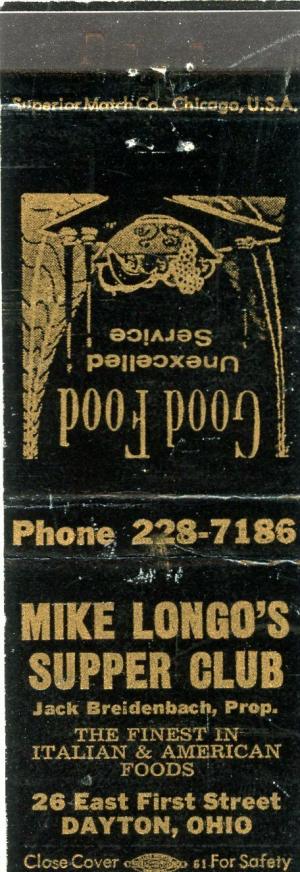 Superior Match Co., Chicago, U.S.A.
Good Food
Unexcelled
Service
Phone 228-7186
MIKE LONGO'S
SUPPER CLUB
Jack Breidenbach, Prop.
THE FINEST IN
ITALIAN & AMERICAN
FOODS
26 East First Street
DAYTON, OHIO
Close Cover 61 For Safety